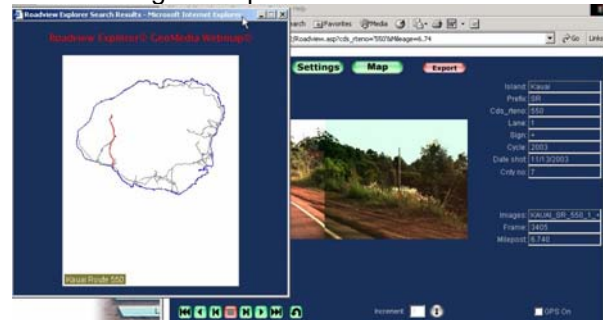 Roadview Explorer Search Results - Microsoft Internet Explorer
Roadview Explorer© GeoMedia Webmap©
Kauai Route 550
Favorites
Media
Roadview.asp?cds_rteno='550'&Mileage=6.74
Go
Links
Settings
Map
Export
Island: Kauai
Prefix: SR
Cds_rteno: 550
Lane: 1
Sign: +
Cycle: 2003
Date shot: 11/13/2003
Cnty no: 7
Images: KAUAI_SR_550_1_+
Frame: 3405
Milepost: 6.740
Increment:
GPS On